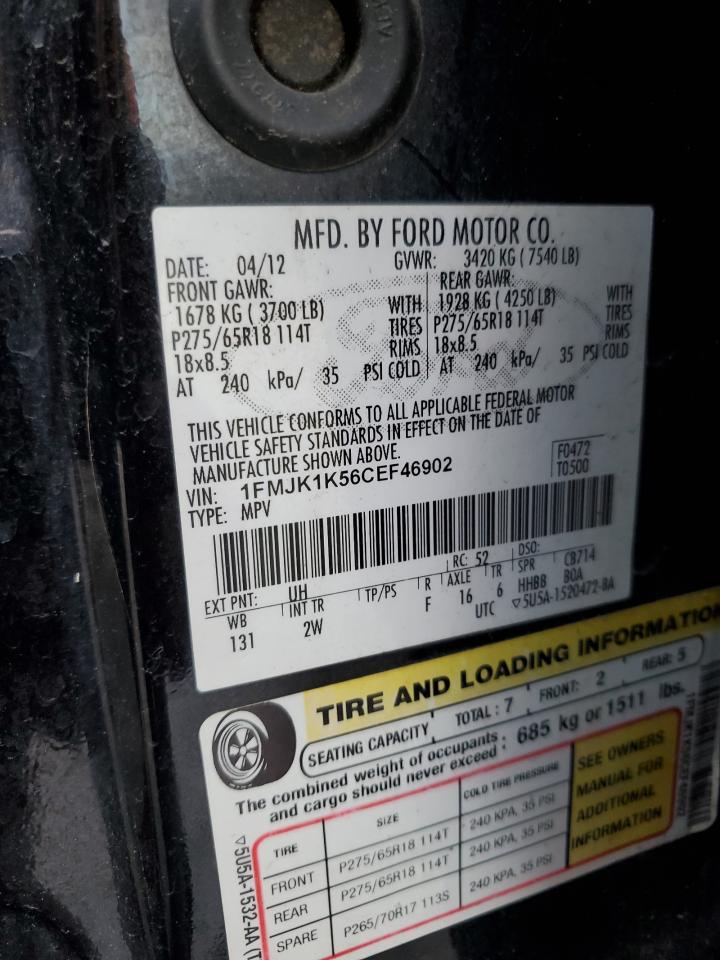 MFD. BY FORD MOTOR CO.
DATE: 04/12 GVWR: 3420 KG ( 7540 LB)
FRONT GAWR: REAR GAWR:
1678 KG ( 3700 LB) WITH 1928 KG ( 4250 LB) WITH
P275/65R18 114T TIRES P275/65R18 114T TIRES
18x8.5 RIMS 18x8.5 RIMS
AT 240 kPa/ 35 PSI COLD AT 240 kPa/ 35 PSI COLD
THIS VEHICLE CONFORMS TO ALL APPLICABLE FEDERAL MOTOR
VEHICLE SAFETY STANDARDS IN EFFECT ON THE DATE OF
MANUFACTURE SHOWN ABOVE.
VIN: 1FMJK1K56CEF46902 F0472
TYPE: MPV T0500
EXT PNT: UH RC: 52 DSO:
WB INT TR TP/PS R AXLE TR SPR CB714
131 2W F 16 6 HHBB BOA
UTC ▽5U5A-1520472-BA
TIRE AND LOADING INFORMATION
SEATING CAPACITY TOTAL : 7 FRONT: 2 REAR: 5
The combined weight of occupants and cargo should never exceed : 685 kg or 1511 lbs.
TIRE SIZE COLD TIRE PRESSURE
FRONT P275/65R18 114T 240 KPA, 35 PSI
REAR P275/65R18 114T 240 KPA, 35 PSI
SPARE P265/70R17 113S 240 KPA, 35 PSI
SEE OWNERS
MANUAL FOR
ADDITIONAL
INFORMATION
▽5U5A-1532-AA (T